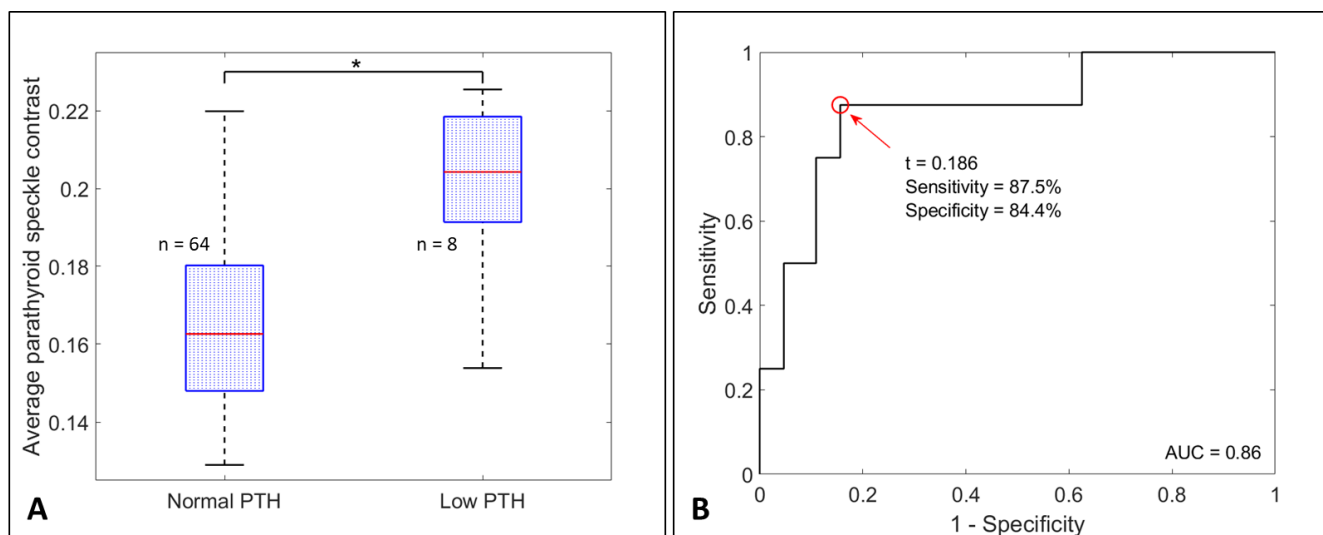 Average parathyroid speckle contrast
0.22
0.2
0.18
0.16
0.14
*
n = 64
n = 8
Normal PTH
Low PTH
A
Sensitivity
1
0.8
0.6
0.4
0.2
0
t = 0.186
Sensitivity = 87.5%
Specificity = 84.4%
AUC = 0.86
0 0.2 0.4 0.6 0.8 1
1 - Specificity
B